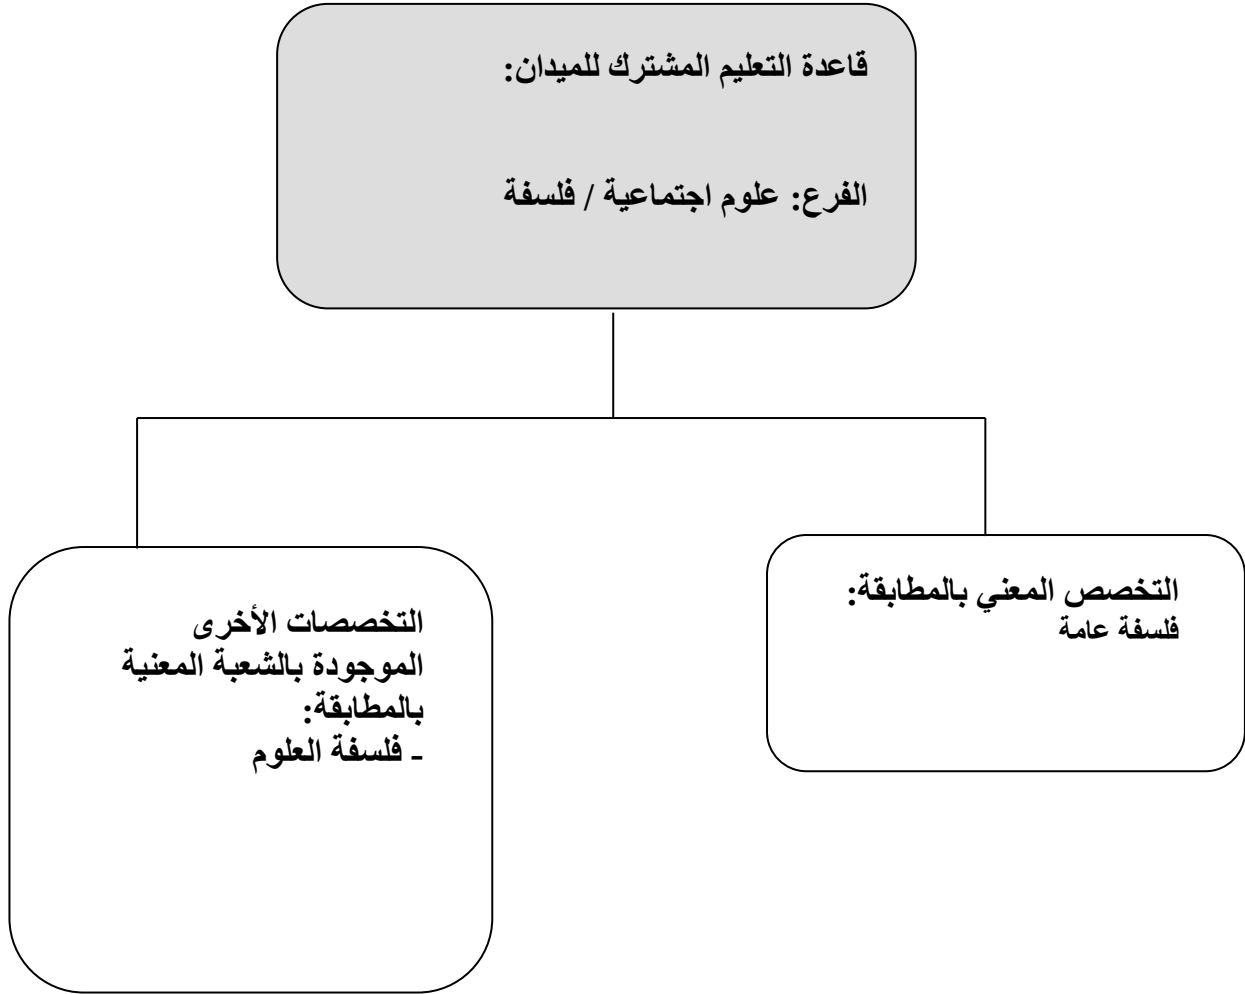 قاعدة التعليم المشترك للميدان:
الفرع: علوم اجتماعية / فلسفة
التخصص المعني بالمطابقة:
فلسفة عامة
التخصصات الأخرى
الموجودة بالشعبة المعنية
بالمطابقة:
- فلسفة العلوم